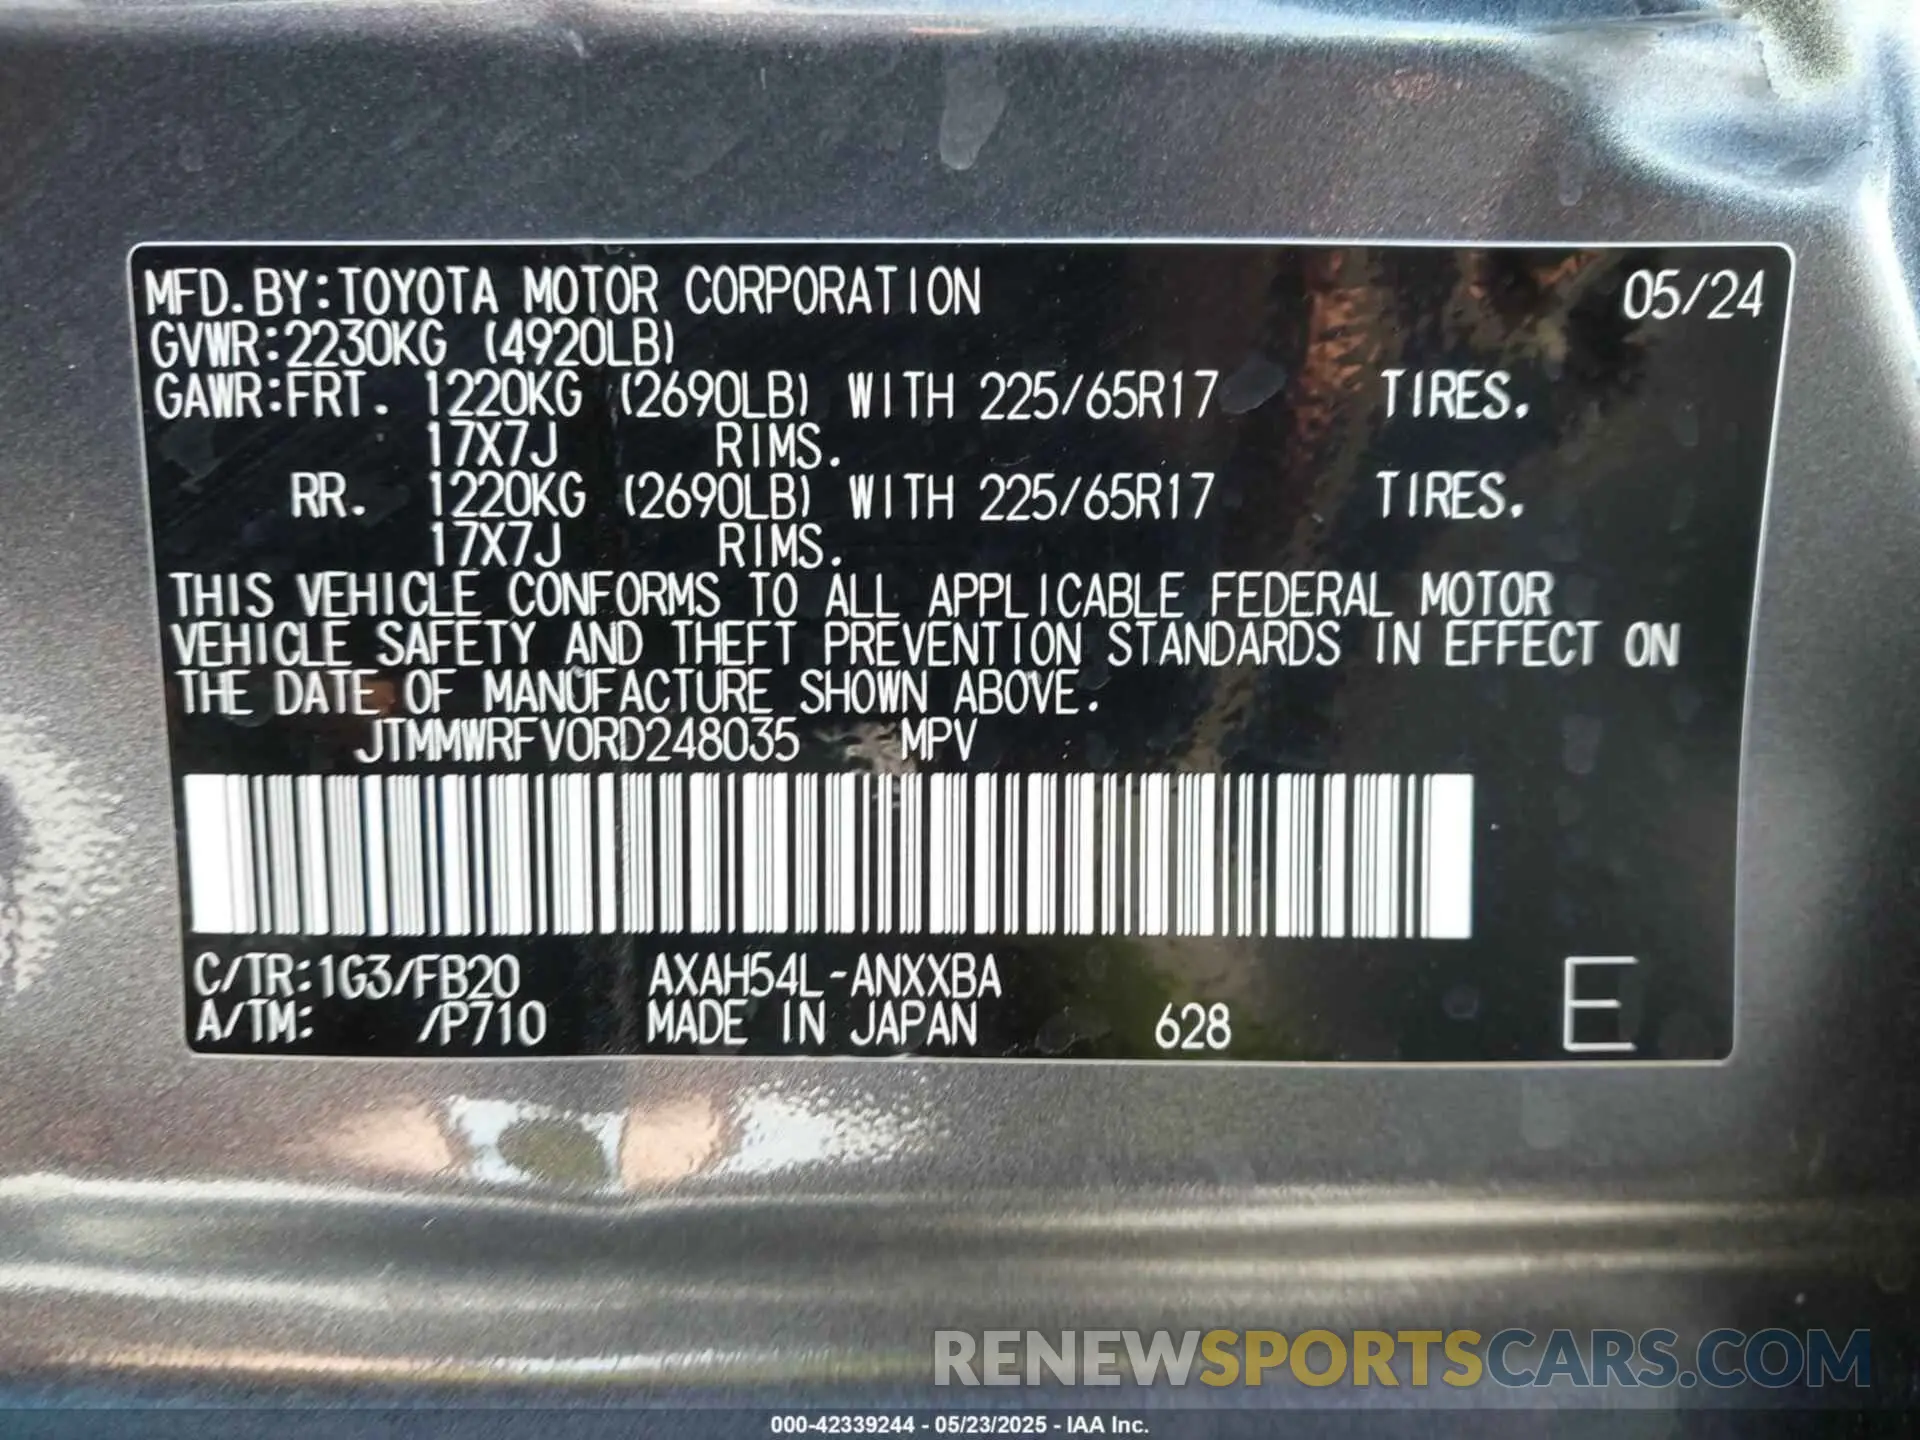 MFD.BY:TOYOTA MOTOR CORPORATION 05/24
GVWR:2230KG (4920LB)
GAWR:FRT. 1220KG (2690LB) WITH 225/65R17 TIRES.
17X7J RIMS.
RR. 1220KG (2690LB) WITH 225/65R17 TIRES.
17X7J RIMS.
THIS VEHICLE CONFORMS TO ALL APPLICABLE FEDERAL MOTOR
VEHICLE SAFETY AND THEFT PREVENTION STANDARDS IN EFFECT ON
THE DATE OF MANUFACTURE SHOWN ABOVE.
JTMMWRFV0RD248035 MPV
C/TR:1G3/FB20 AXAH54L-ANXXBA
A/TM: /P710 MADE IN JAPAN 628 E
RENEWSPORTSCARS.COM
000-42339244 - 05/23/2025 - IAA Inc.